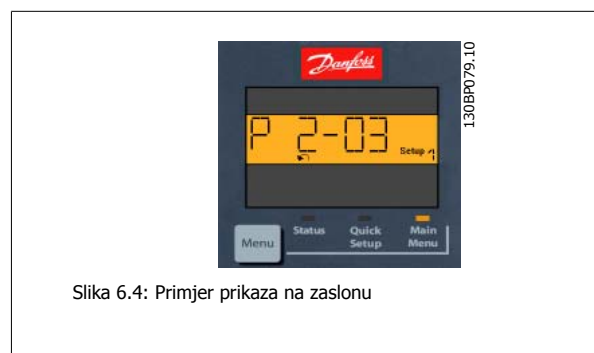 Danfoss
130BP079.10
P 2-03
Setup 1
Menu
Status
Quick Setup
Main Menu
Slika 6.4: Primjer prikaza na zaslonu